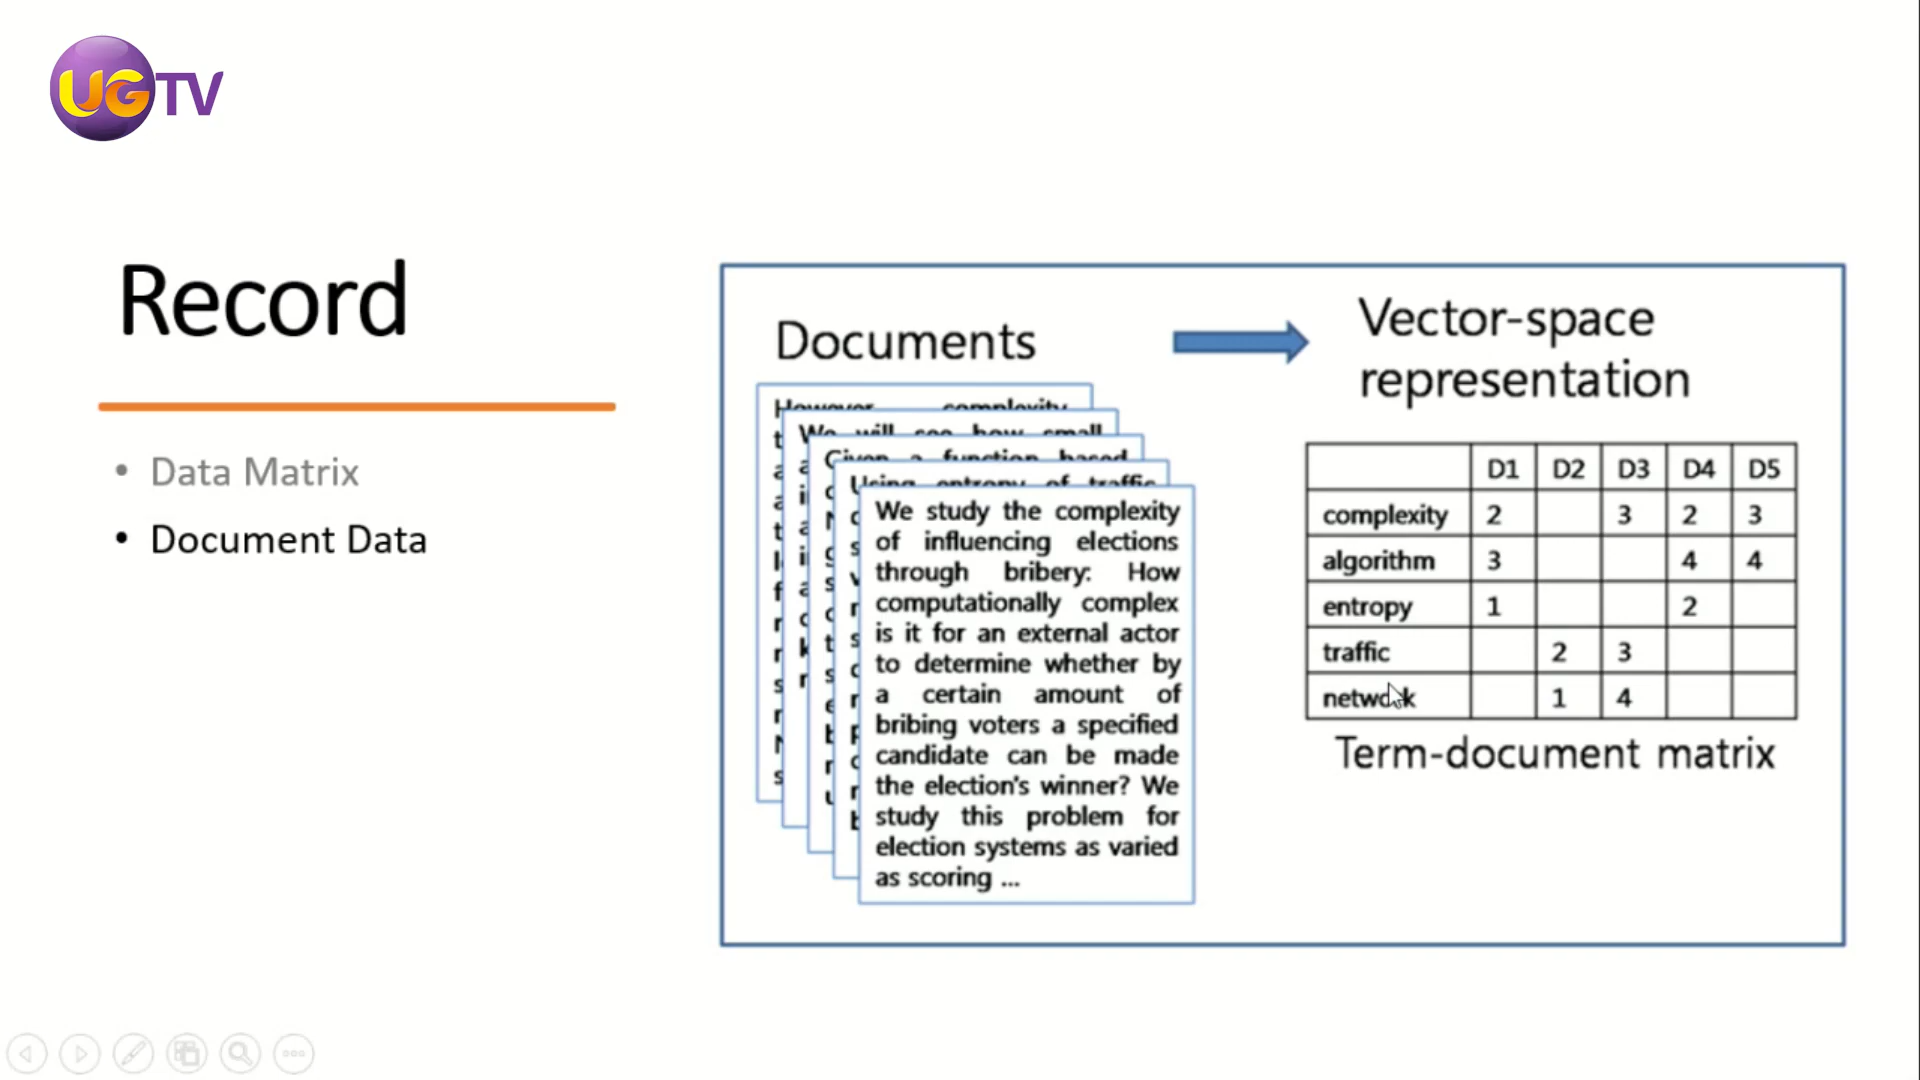 UGTV
Record
• Data Matrix
• Document Data
Documents
However complexity
We will see how small
Given a function based
Using entropy of traffic
We study the complexity
of influencing elections
through bribery: How
computationally complex
is it for an external actor
to determine whether by
a certain amount of
bribing voters a specified
candidate can be made
the election's winner? We
study this problem for
election systems as varied
as scoring ...
Vector-space
representation
D1 D2 D3 D4 D5
complexity 2 3 2 3
algorithm 3 4 4
entropy 1 2
traffic 2 3
network 1 4
Term-document matrix